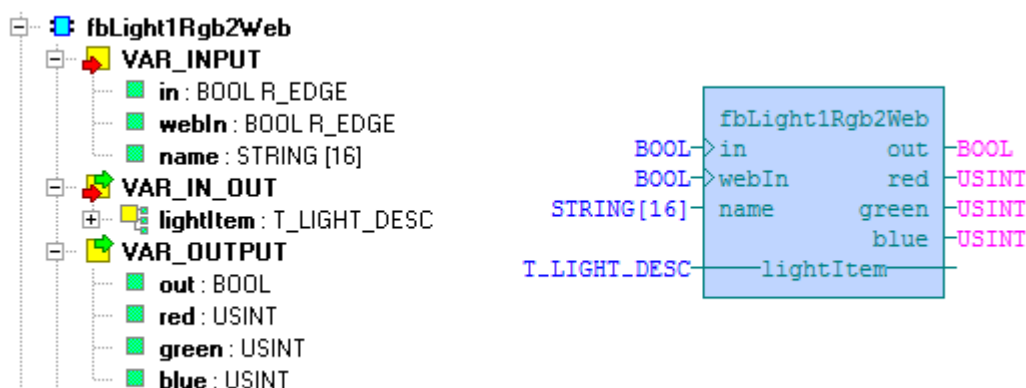 fbLight1Rgb2Web
VAR_INPUT
in : BOOL R_EDGE
webIn : BOOL R_EDGE
name : STRING [16]
VAR_IN_OUT
lightItem : T_LIGHT_DESC
VAR_OUTPUT
out : BOOL
red : USINT
green : USINT
blue : USINT
fbLight1Rgb2Web
BOOL in out BOOL
BOOL webIn red USINT
STRING[16] name green USINT
blue USINT
T_LIGHT_DESC lightItem